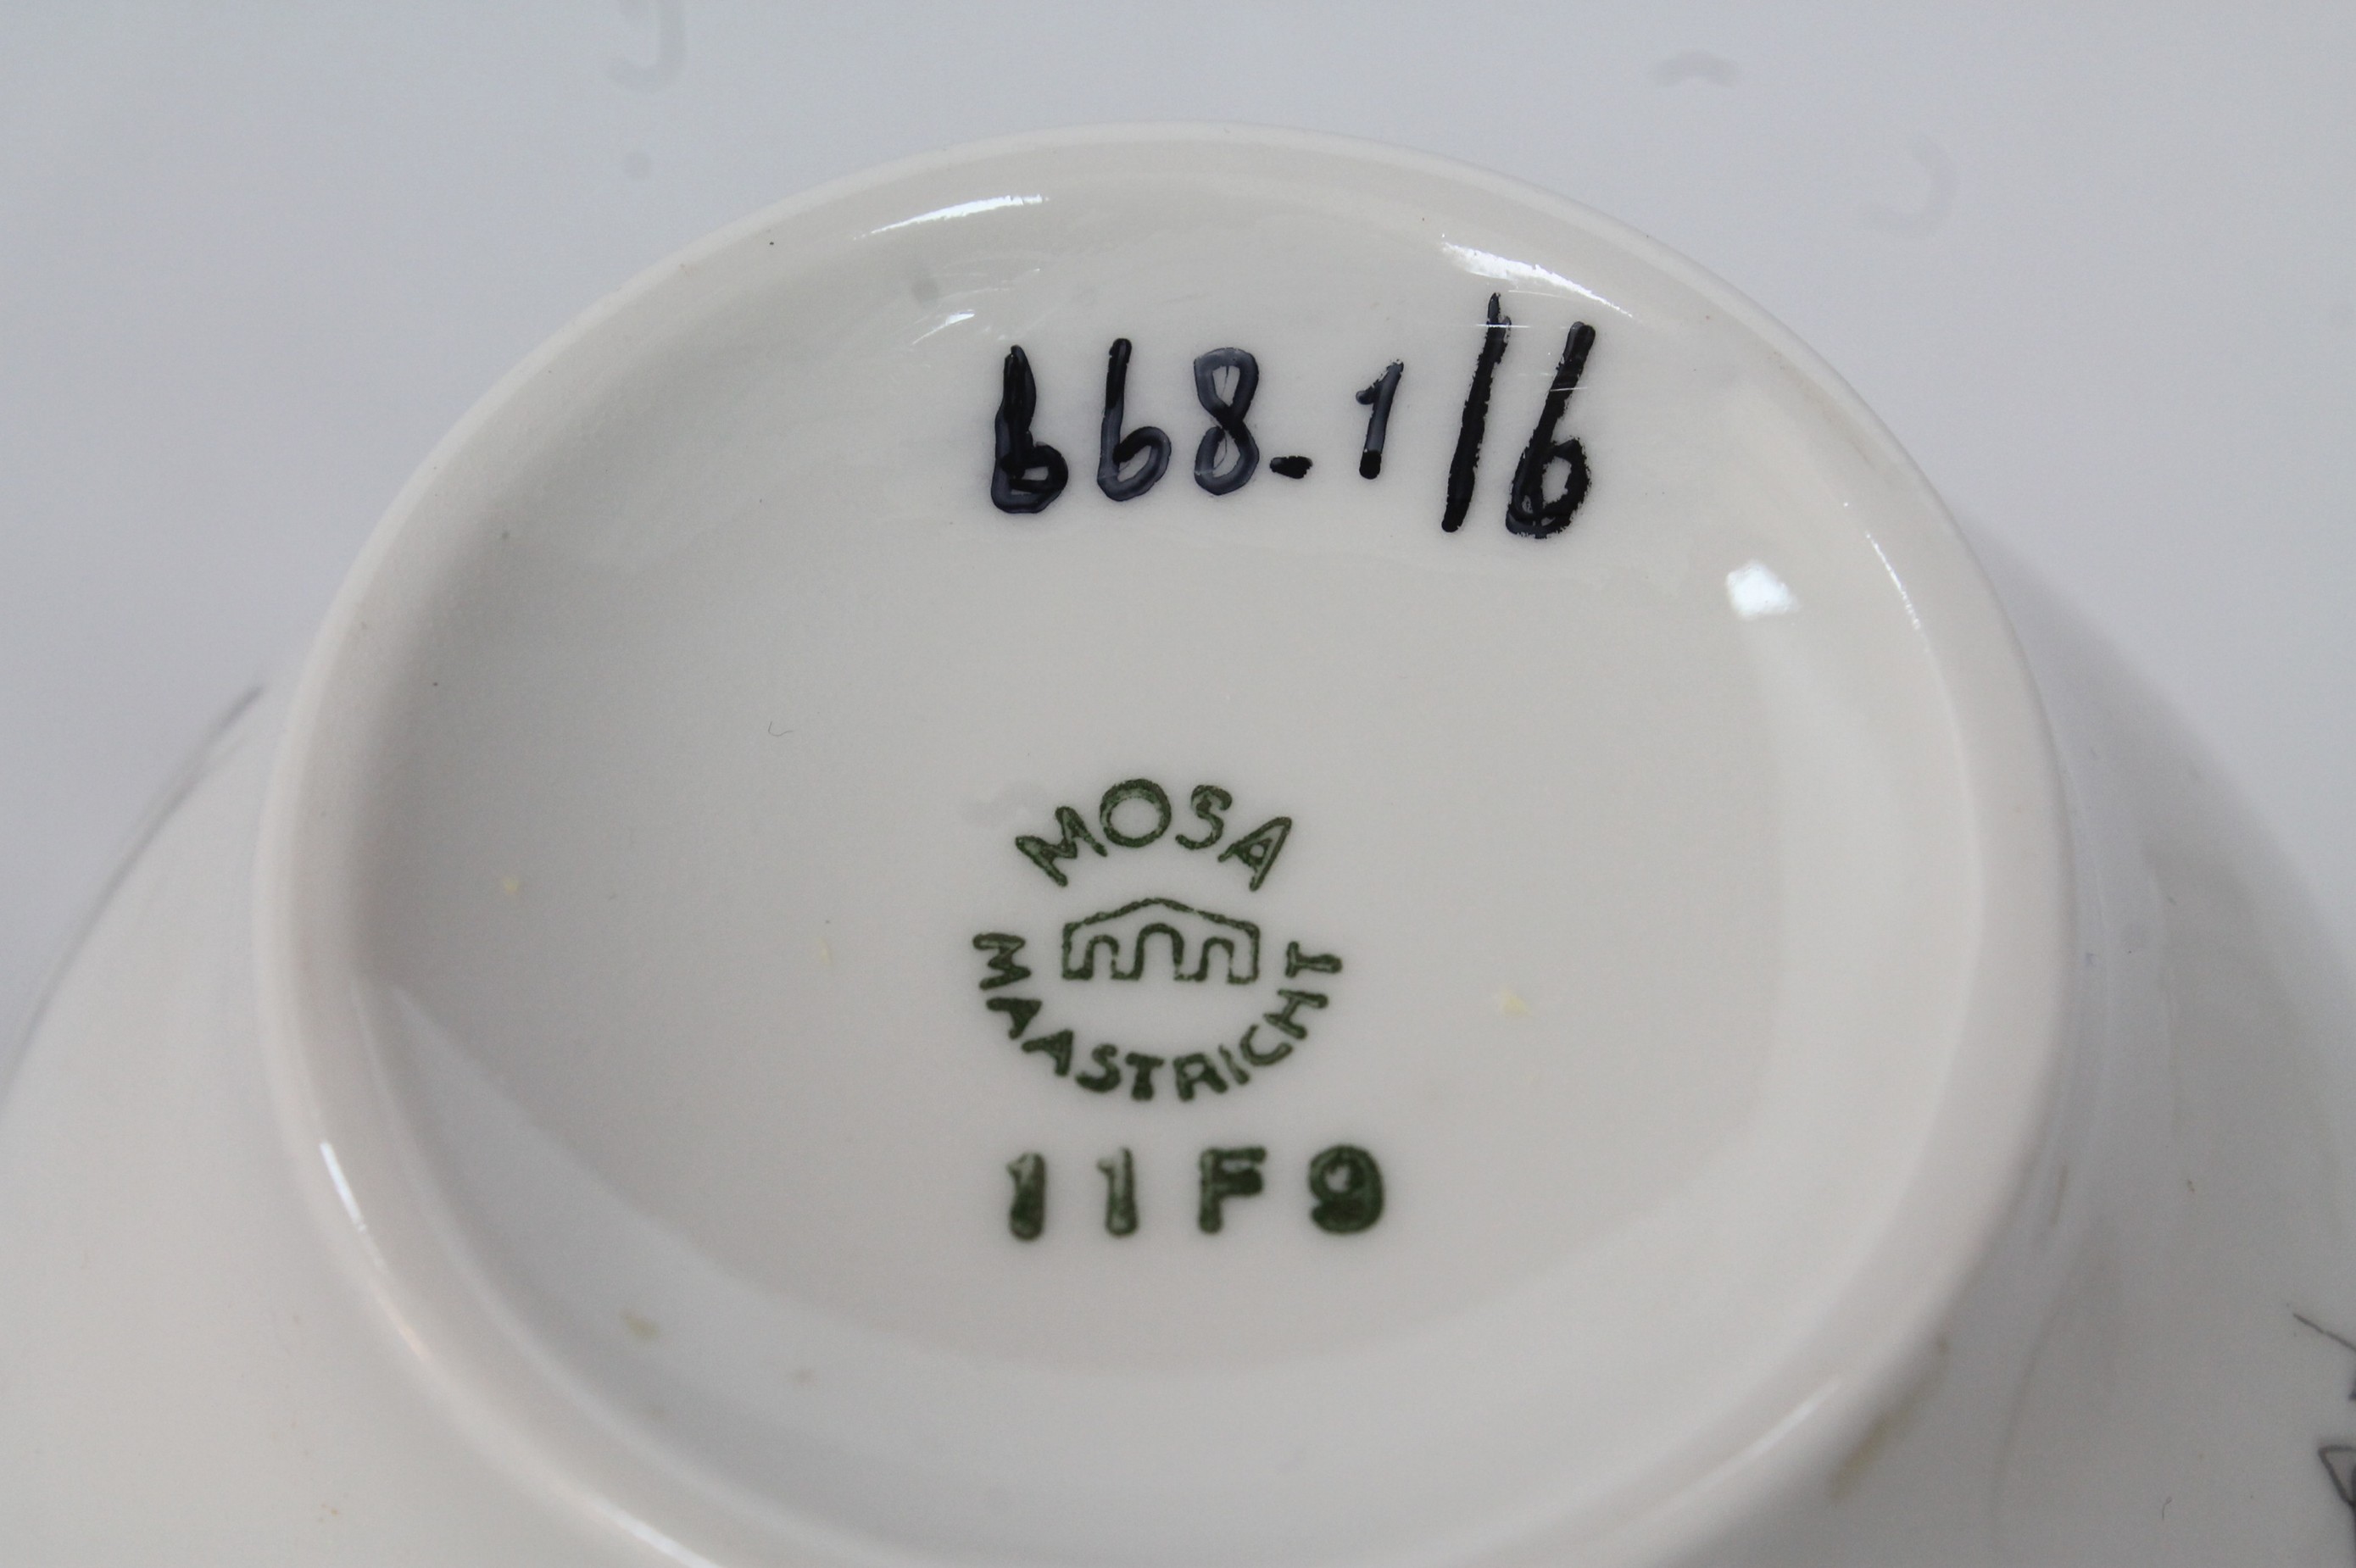 668-1/6
MOSA
MAASTRICHT
11F9